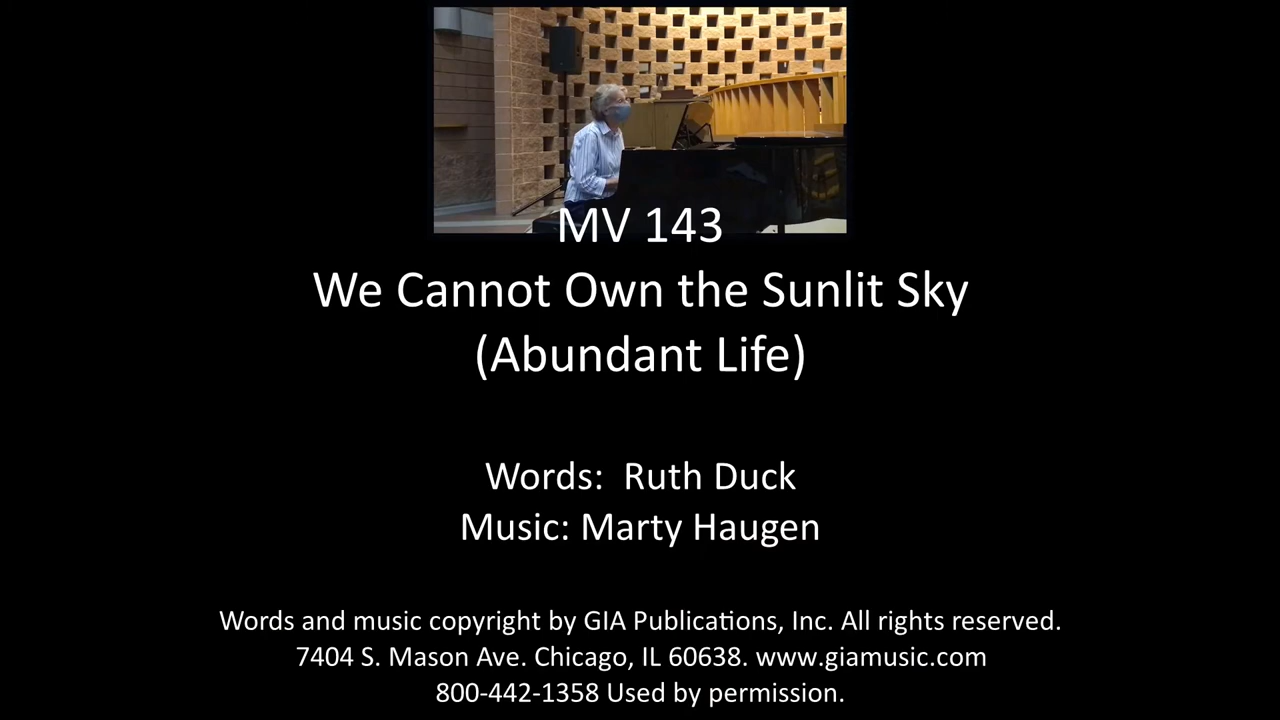 MV 143
We Cannot Own the Sunlit Sky
(Abundant Life)
Words:  Ruth Duck
Music: Marty Haugen
Words and music copyright by GIA Publications, Inc. All rights reserved.
7404 S. Mason Ave. Chicago, IL 60638. www.giamusic.com
800-442-1358 Used by permission.